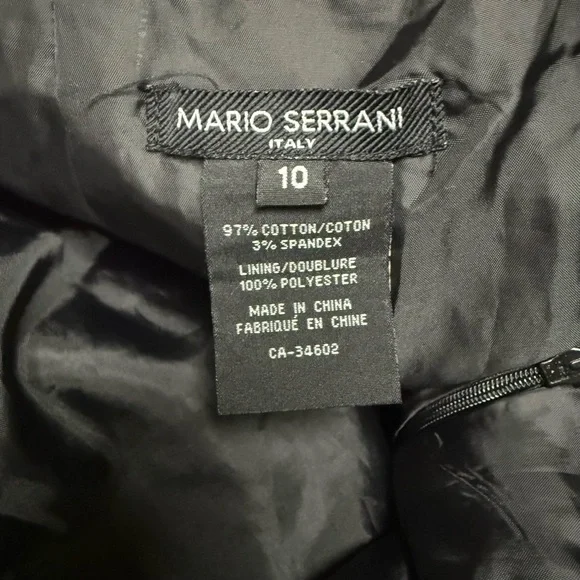 MARIO SERRANI
ITALY
10
97% COTTON/COTON
3% SPANDEX
LINING/DOUBLURE
100% POLYESTER
MADE IN CHINA
FABRIQUÉ EN CHINE
CA-34602